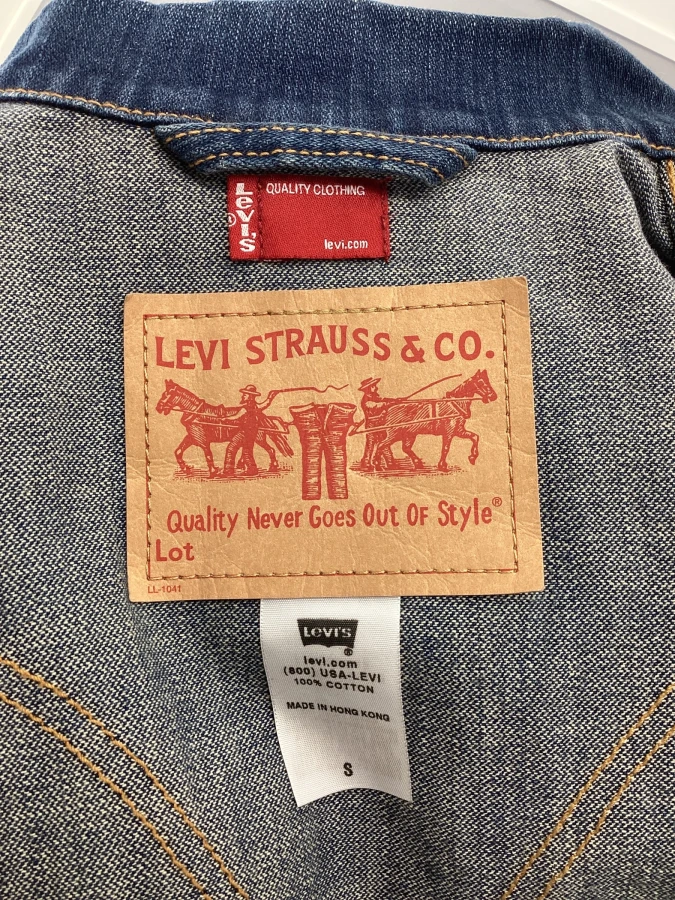 Levi's
®
QUALITY CLOTHING
levi.com
LEVI STRAUSS & CO.
Quality Never Goes Out Of Style®
Lot
LL-1041
Levi's
®
levi.com
(800) USA-LEVI
100% COTTON
MADE IN HONG KONG
S